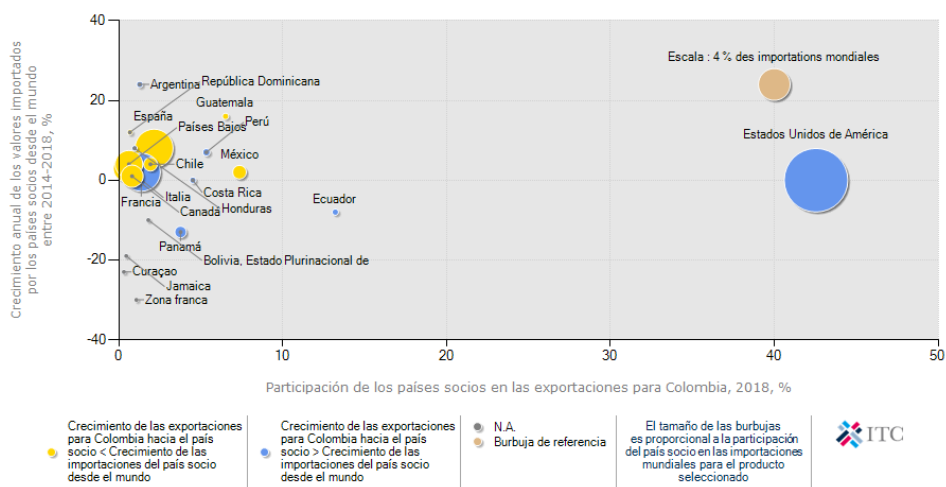 Crecimiento anual de los valores importados
por los países socios desde el mundo
entre 2014-2018, %
40
20
0
-20
-40
Escala : 4 % des importations mondiales
Argentina
República Dominicana
Guatemala
España
Países Bajos
Perú
Estados Unidos de América
México
Chile
Costa Rica
Francia
Italia
Honduras
Canadá
Ecuador
Panamá
Bolivia, Estado Plurinacional de
Curaçao
Jamaica
Zona franca
0
10
20
30
40
50
Participación de los países socios en las exportaciones para Colombia, 2018, %
Crecimiento de las exportaciones
para Colombia hacia el país
socio < Crecimiento de las
importaciones del país socio
desde el mundo
Crecimiento de las exportaciones
para Colombia hacia el país
socio > Crecimiento de las
importaciones del país socio
desde el mundo
N.A.
Burbuja de referencia
El tamaño de las burbujas
es proporcional a la participación
del país socio en las importaciones
mundiales para el producto
seleccionado
ITC